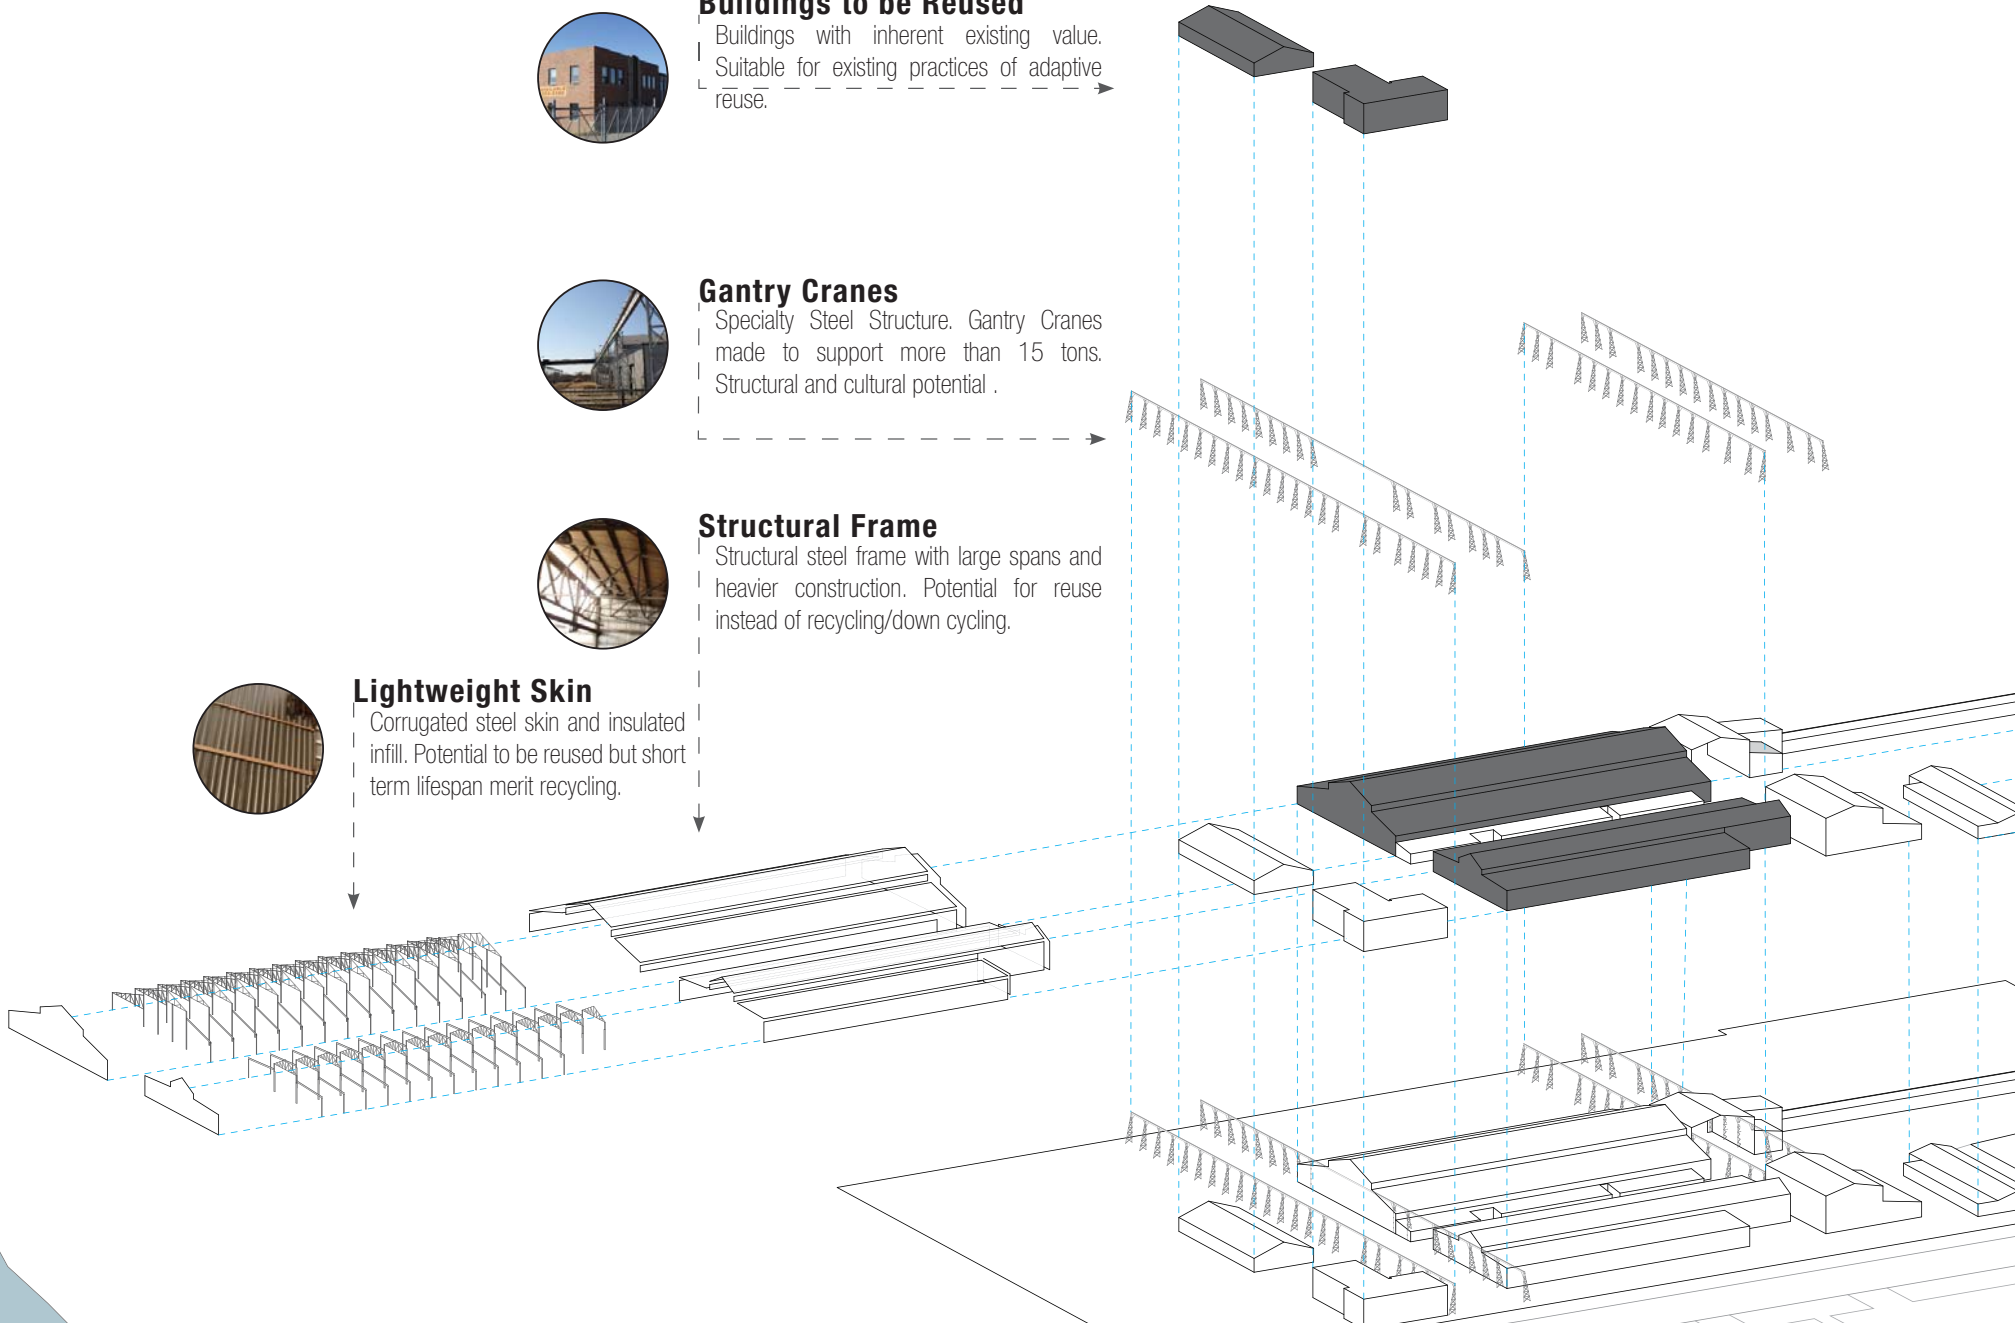 Buildings to be Reused
Buildings with inherent existing value.
Suitable for existing practices of adaptive
reuse.
Gantry Cranes
Specialty Steel Structure. Gantry Cranes
made to support more than 15 tons.
Structural and cultural potential .
Structural Frame
Structural steel frame with large spans and
heavier construction. Potential for reuse
instead of recycling/down cycling.
Lightweight Skin
Corrugated steel skin and insulated
infill. Potential to be reused but short
term lifespan merit recycling.